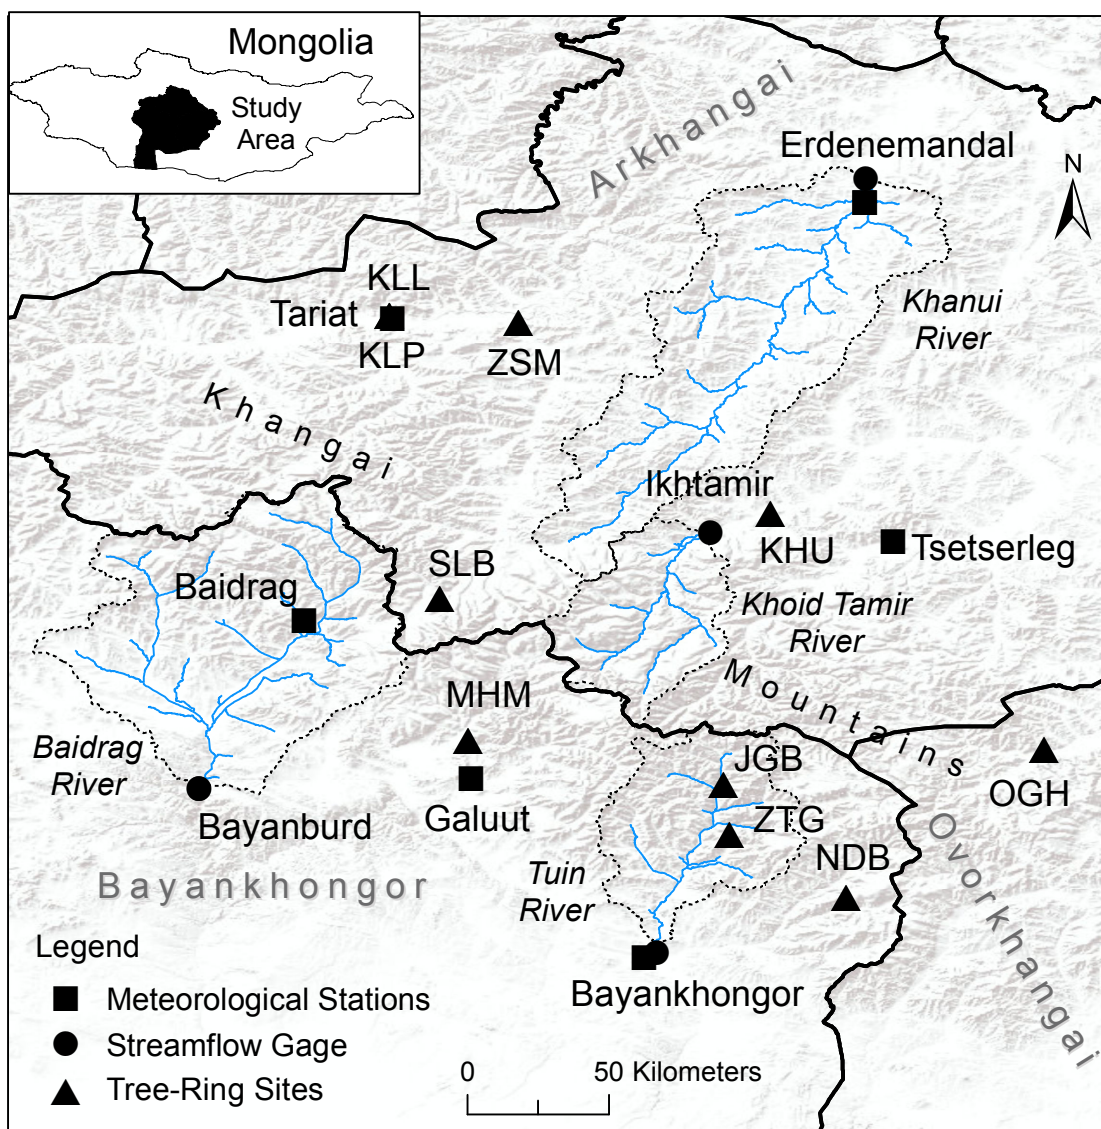 Mongolia
Study
Area
Arkhangai
Erdenemandal
N
KLL
Tariat
KLP
ZSM
Khanui
River
Khangai
Ikhtamir
KHU
Tsetserleg
SLB
Baidrag
Khoid Tamir
River
MHM
Mountains
Baidrag
River
JGB
OGH
Galuut
Bayanburd
ZTG
NDB
Ovorkhangai
Bayankhongor
Tuin
River
Bayankhongor
Legend
Meteorological Stations
Streamflow Gage
Tree-Ring Sites
0 50 Kilometers